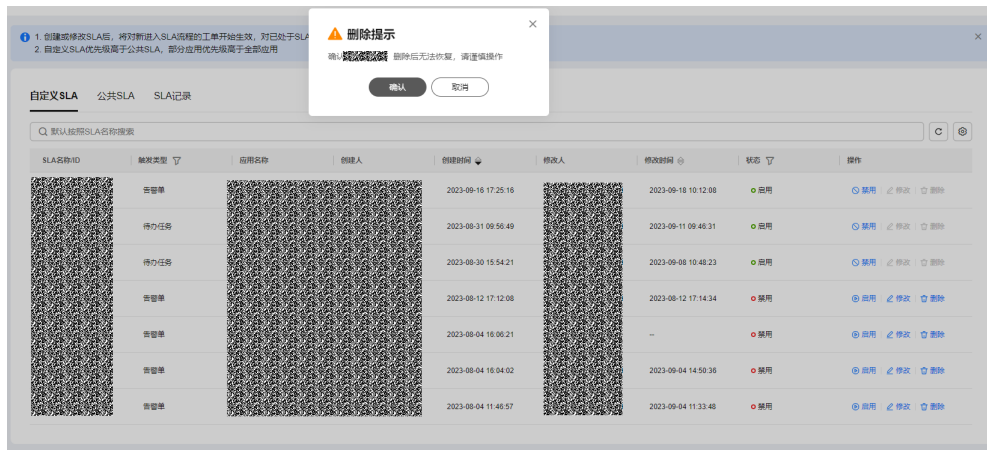 1. 创建或修改SLA后，将对新进入SLA流程的工单开始生效，对已处于SLA
2. 自定义SLA优先级高于公共SLA，部分应用优先级高于全部应用
删除提示
确认 删除后无法恢复，请谨慎操作
确认 取消
自定义SLA 公共SLA SLA记录
默认按照SLA名称搜索
SLA名称/ID 触发类型 应用名称 创建人 创建时间 修改人 修改时间 状态 操作
告警单 2023-09-16 17:25:16 2023-09-18 10:12:08 启用 禁用 修改 删除
待办任务 2023-08-31 09:56:49 2023-09-11 09:46:31 启用 禁用 修改 删除
待办任务 2023-08-30 15:54:21 2023-09-08 10:48:23 启用 禁用 修改 删除
告警单 2023-08-12 17:12:08 2023-08-12 17:14:34 禁用 启用 修改 删除
告警单 2023-08-04 16:06:21 -- 禁用 启用 修改 删除
告警单 2023-08-04 16:04:02 2023-09-04 14:50:36 禁用 启用 修改 删除
告警单 2023-08-04 11:46:57 2023-09-04 11:33:48 禁用 启用 修改 删除